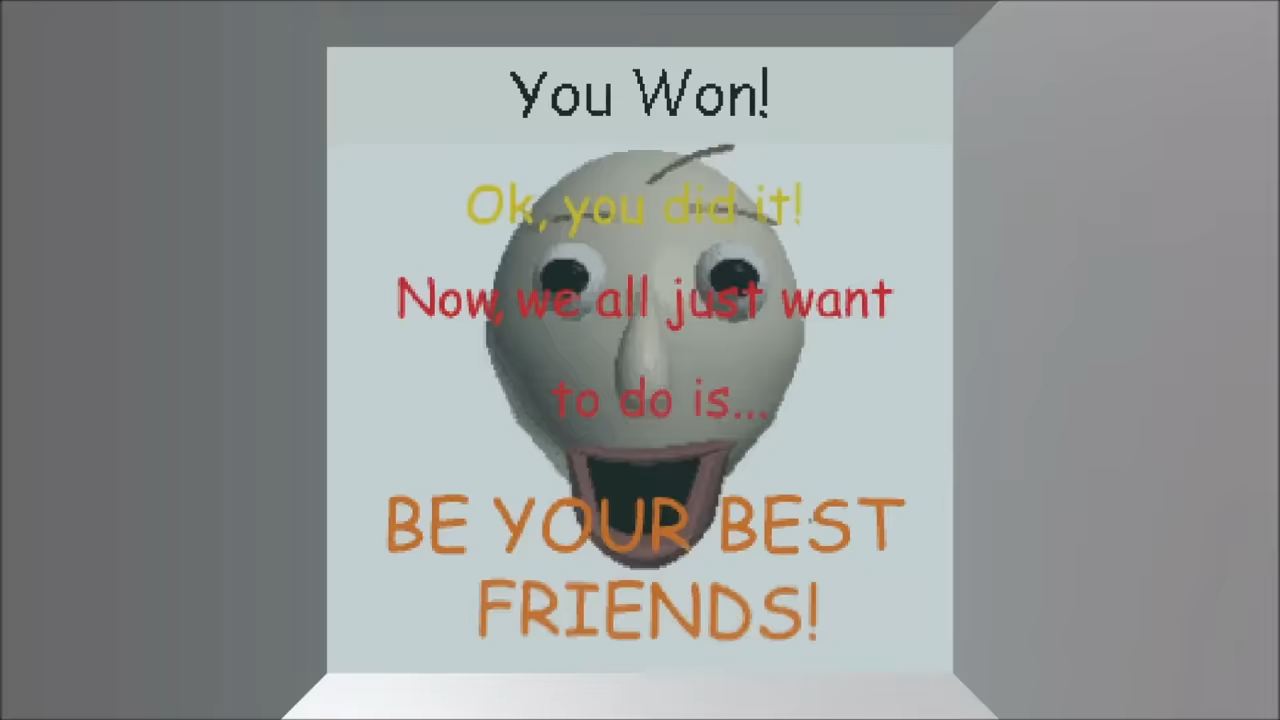 You Won!
Ok, you did it!
Now, we all just want
to do is...
BE YOUR BEST
FRIENDS!